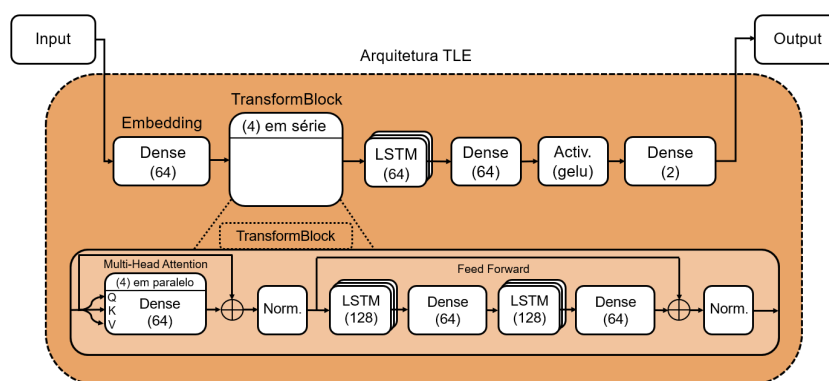 Input
Output
Arquitetura TLE
TransformBlock
Embedding
(4) em série
Dense
(64)
LSTM
(64)
Dense
(64)
Activ.
(gelu)
Dense
(2)
TransformBlock
Multi-Head Attention
Feed Forward
(4) em paralelo
Q
K
V
Dense
(64)
Norm.
LSTM
(128)
Dense
(64)
LSTM
(128)
Dense
(64)
Norm.